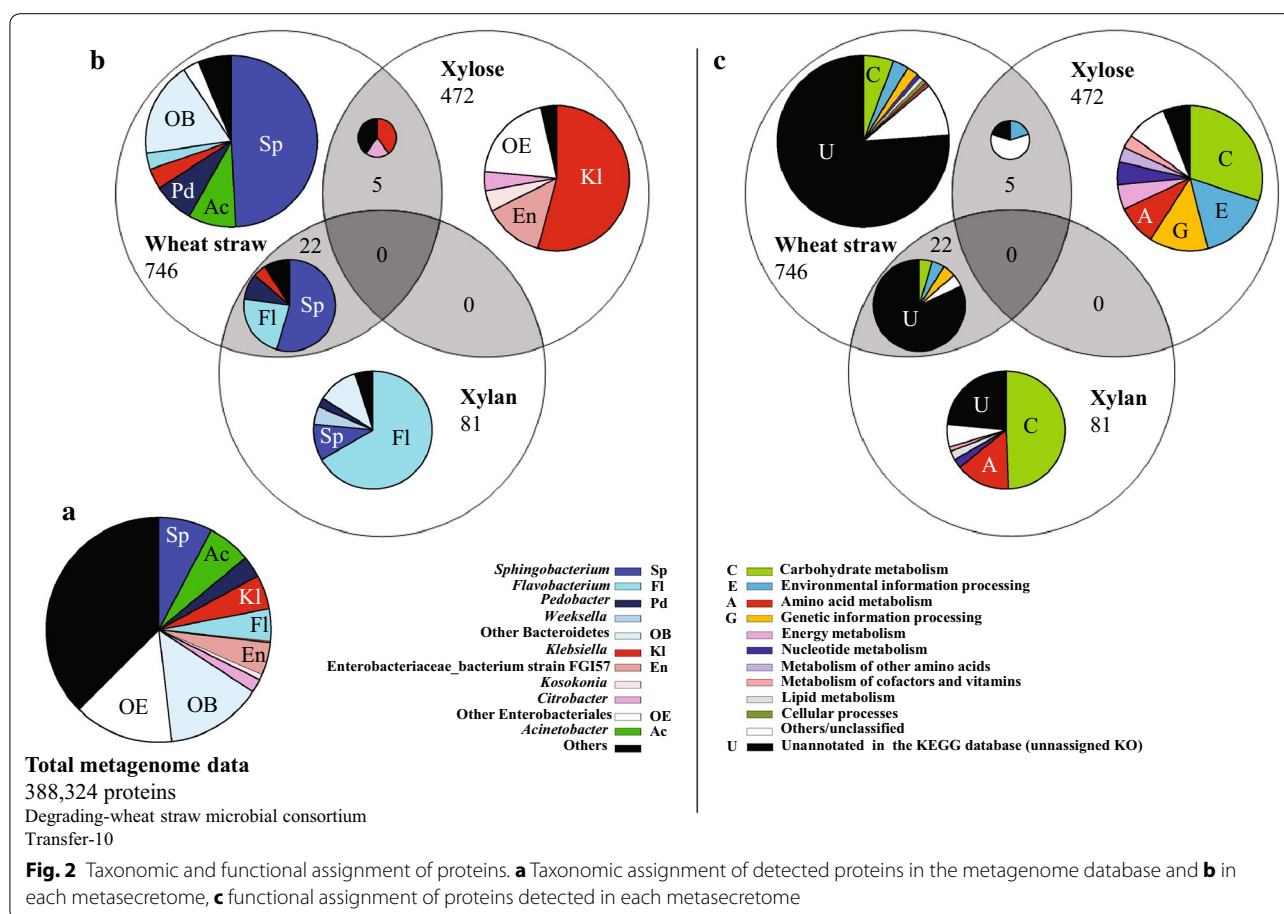 b
Xylose
472
OB
Sp
Pd
Ac
OE
Kl
En
5
Wheat straw
746
22
0
0
Sp
Fl
Xylan
81
Sp
Fl
a
Sp
Ac
Kl
Fl
En
OB
OE
Total metagenome data
388,324 proteins
Degrading-wheat straw microbial consortium
Transfer-10
Sphingobacterium Sp
Flavobacterium Fl
Pedobacter Pd
Weeksella
Other Bacteroidetes OB
Klebsiella Kl
Enterobacteriaceae_bacterium strain FGI57 En
Kosokonia
Citrobacter
Other Enterobacteriales OE
Acinetobacter Ac
Others
c
Xylose
472
C
U
C
E
G
A
5
Wheat straw
746
22
0
0
U
Xylan
81
U
C
A
C Carbohydrate metabolism
E Environmental information processing
A Amino acid metabolism
G Genetic information processing
Energy metabolism
Nucleotide metabolism
Metabolism of other amino acids
Metabolism of cofactors and vitamins
Lipid metabolism
Cellular processes
Others/unclassified
U Unannotated in the KEGG database (unnassigned KO)
Fig. 2 Taxonomic and functional assignment of proteins. a Taxonomic assignment of detected proteins in the metagenome database and b in
each metasecretome, c functional assignment of proteins detected in each metasecretome